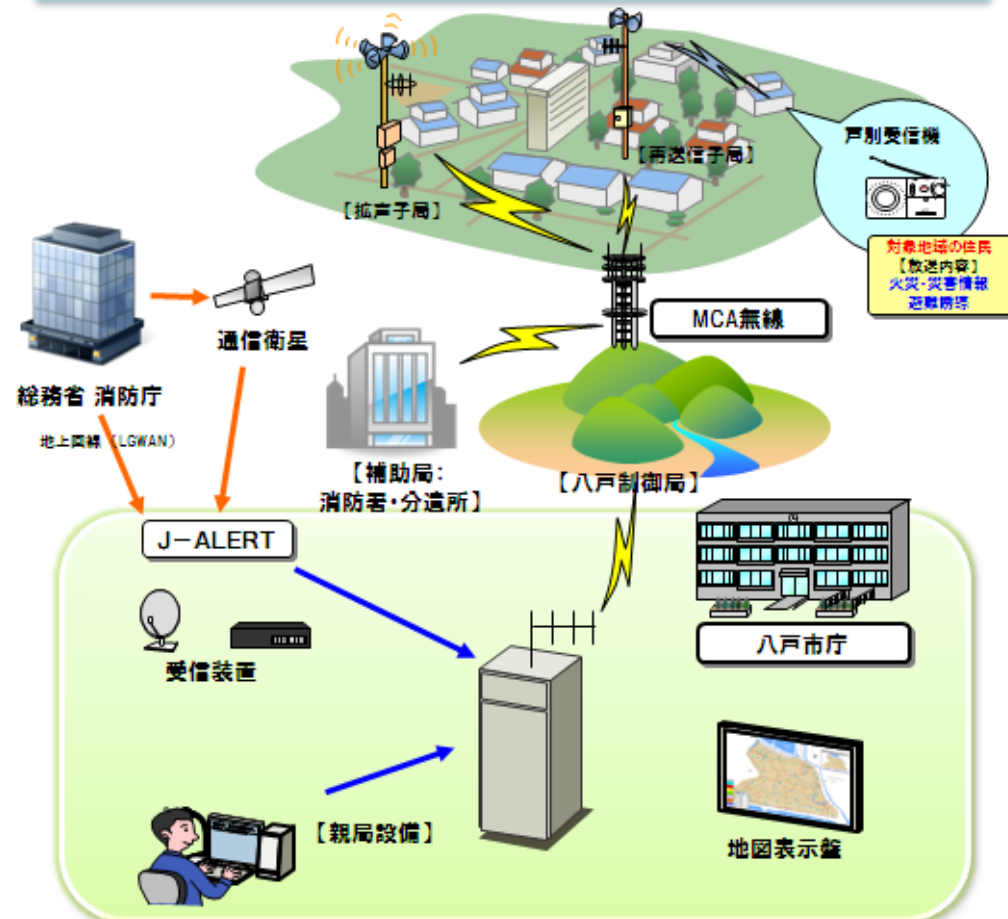 【再送信子局】
戸別受信機
【拡声子局】
対象地域の住民
【放送内容】
火災・災害情報
避難誘導
MCA無線
通信衛星
総務省 消防庁
地上回線（LGWAN）
【補助局：
消防署・分遣所】
【八戸制御局】
J－ALERT
受信装置
八戸市庁
【親局設備】
地図表示盤